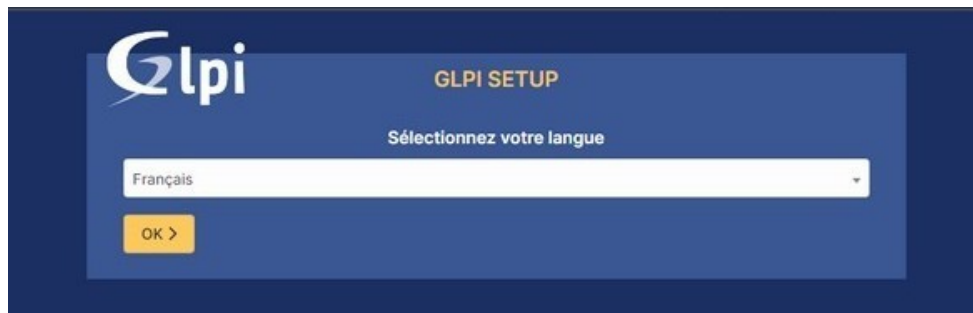 Glpi
GLPI SETUP
Sélectionnez votre langue
Français
OK >